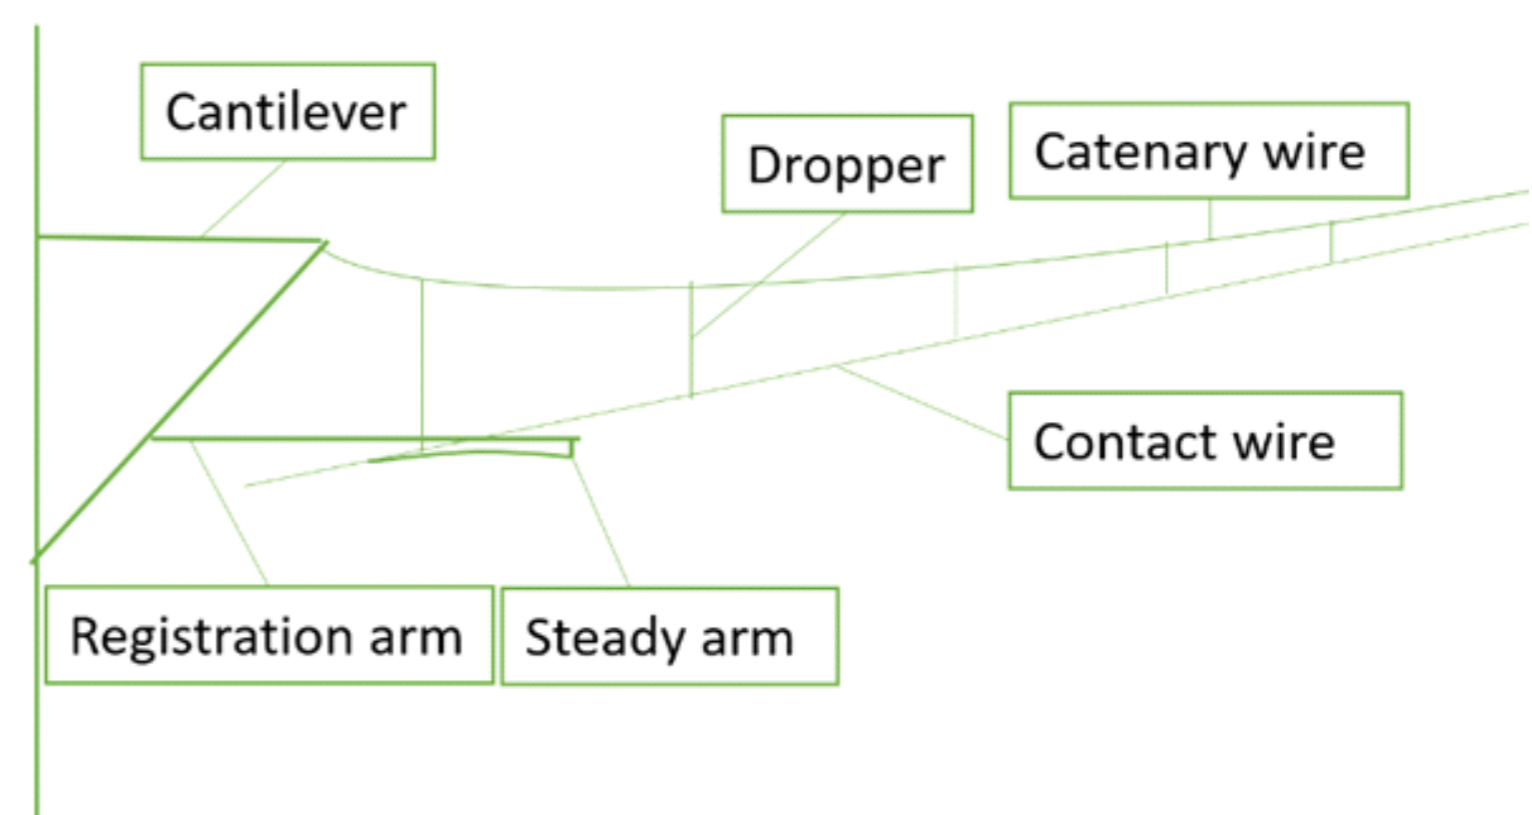 Cantilever
Dropper
Catenary wire
Contact wire
Registration arm
Steady arm